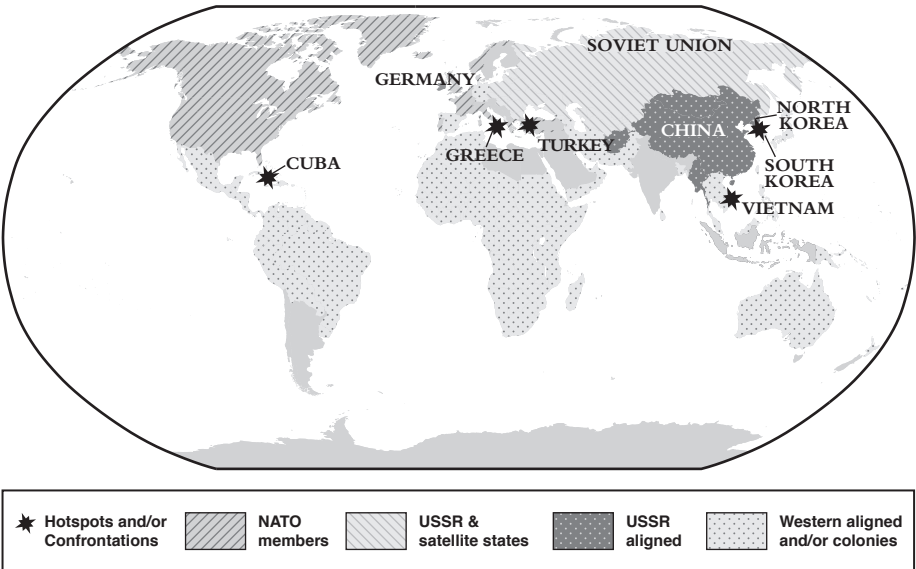 SOVIET UNION
GERMANY
NORTH
KOREA
CHINA
GREECE
TURKEY
CUBA
SOUTH
KOREA
VIETNAM
Hotspots and/or
Confrontations
NATO
members
USSR &
satellite states
USSR
aligned
Western aligned
and/or colonies